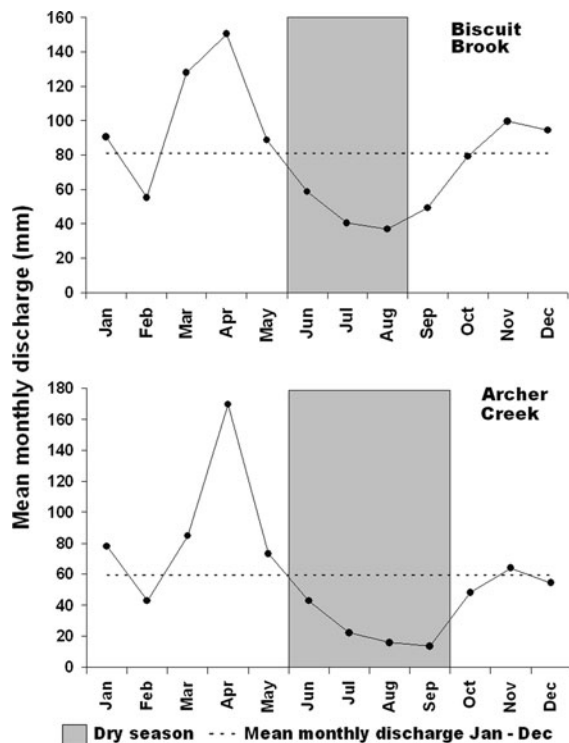 Biscuit
Brook
160
140
120
100
80
60
40
20
0
Jan
Feb
Mar
Apr
May
Jun
Jul
Aug
Sep
Oct
Nov
Dec
Mean monthly discharge (mm)
Archer
Creek
180
160
140
120
100
80
60
40
20
0
Jan
Feb
Mar
Apr
May
Jun
Jul
Aug
Sep
Oct
Nov
Dec
Dry season
Mean monthly discharge Jan - Dec